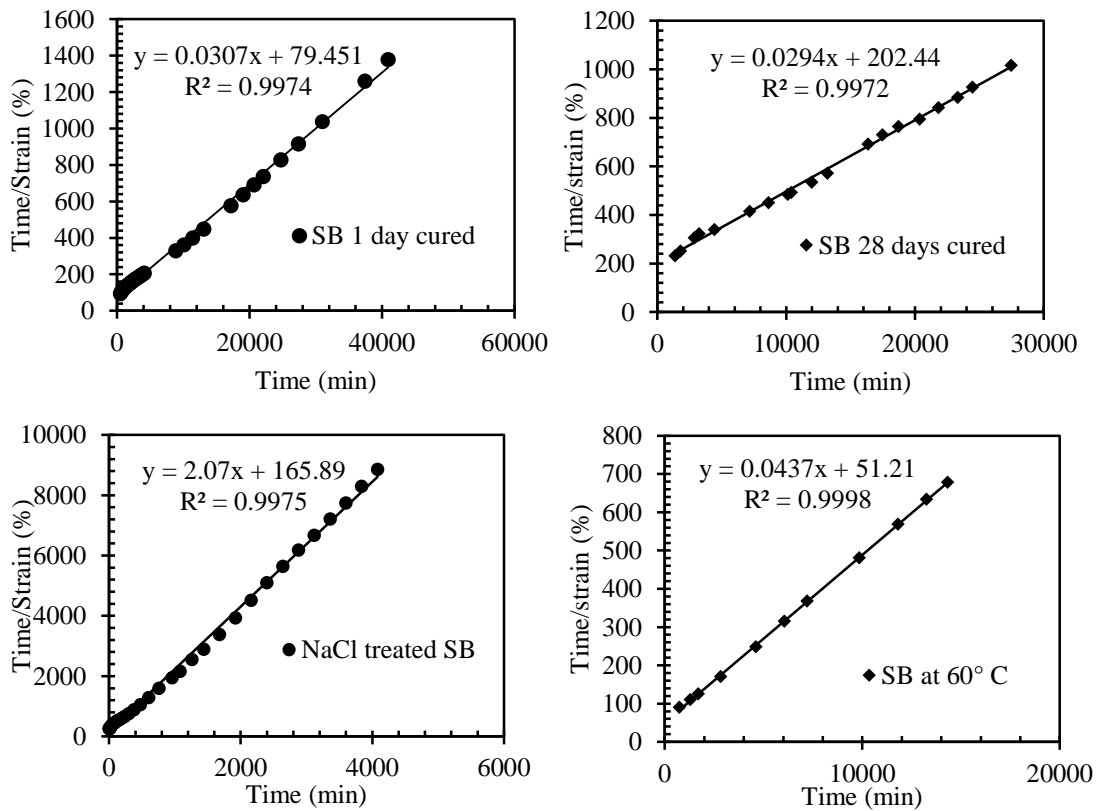 1600
1400
1200
1000
800
600
400
200
0
Time/Strain (%)
y = 0.0307x + 79.451
R² = 0.9974
SB 1 day cured
0 20000 40000 60000
Time (min)
1200
1000
800
600
400
200
0
Time/strain (%)
y = 0.0294x + 202.44
R² = 0.9972
SB 28 days cured
0 10000 20000 30000
Time (min)
10000
8000
6000
4000
2000
0
Time/Strain (%)
y = 2.07x + 165.89
R² = 0.9975
NaCl treated SB
0 2000 4000 6000
Time (min)
800
700
600
500
400
300
200
100
0
Time/strain (%)
y = 0.0437x + 51.21
R² = 0.9998
SB at 60° C
0 10000 20000
Time (min)